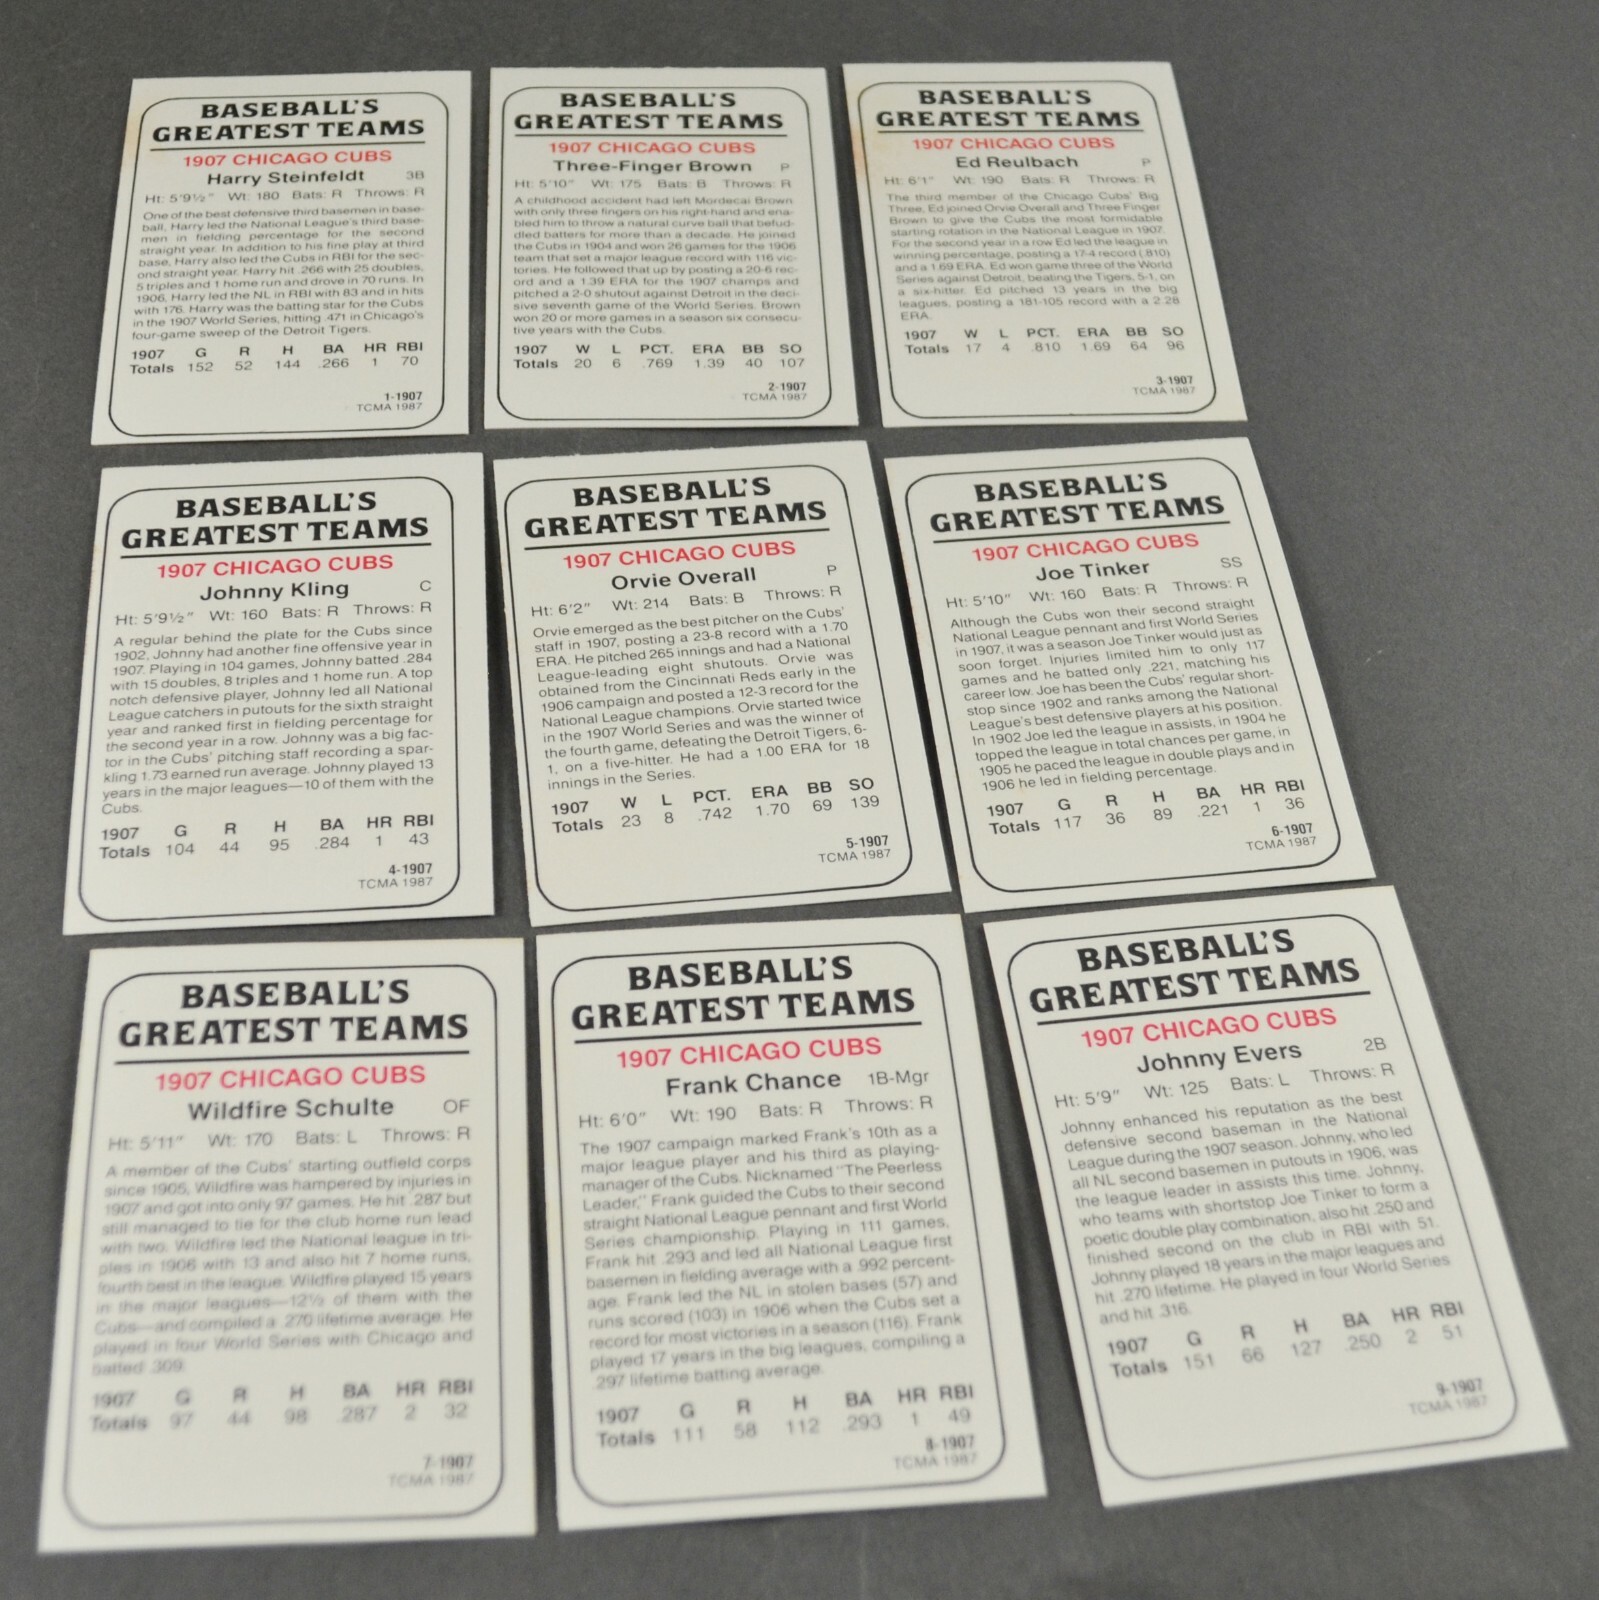 BASEBALL'S
GREATEST TEAMS
1907 CHICAGO CUBS
Harry Steinfeldt 3B
Ht: 5'9½" Wt: 180 Bats: R Throws: R
One of the best defensive third basemen in base-
ball, Harry led the National League's third base-
men in fielding percentage for the second
straight year. In addition to his fine play at third
base, Harry also led the Cubs in RBI for the sec-
ond straight year. Harry hit .266 with 25 doubles,
5 triples and 1 home run and drove in 70 runs. In
1906, Harry led the NL in RBI with 83 and in hits
with 176. Harry was the batting star for the Cubs
in the 1907 World Series, hitting .471 in Chicago's
four-game sweep of the Detroit Tigers.
1907 G R H BA HR RBI
Totals 152 52 144 .266 1 70
1-1907
TCMA 1987
BASEBALL'S
GREATEST TEAMS
1907 CHICAGO CUBS
Three-Finger Brown P
Ht: 5'10" Wt: 175 Bats: B Throws: R
A childhood accident had left Mordecai Brown
with only three fingers on his right-hand and ena-
bled him to throw a natural curve ball that befud-
dled batters for more than a decade. He joined
the Cubs in 1904 and won 26 games for the 1906
team that set a major league record with 116 vic-
tories. He followed that up by posting a 20-6 rec-
ord and a 1.39 ERA for the 1907 champs and
pitched a 2-0 shutout against Detroit in the deci-
sive seventh game of the World Series. Brown
won 20 or more games in a season six consecu-
tive years with the Cubs.
1907 W L PCT. ERA BB SO
Totals 20 6 .769 1.39 40 107
2-1907
TCMA 1987
BASEBALL'S
GREATEST TEAMS
1907 CHICAGO CUBS
Ed Reulbach P
Ht: 6'1" Wt: 190 Bats: R Throws: R
The third member of the Chicago Cubs' Big
Three, Ed joined Orvie Overall and Three Finger
Brown to give the Cubs the most formidable
starting rotation in the National League in 1907.
For the second year in a row Ed led the league in
winning percentage, posting a 17-4 record (.810)
and a 1.69 ERA. Ed won game three of the World
Series against Detroit, beating the Tigers, 5-1, on
a six-hitter. Ed pitched 13 years in the big
leagues, posting a 181-105 record with a 2.28
ERA.
1907 W L PCT. ERA BB SO
Totals 17 4 .810 1.69 64 96
3-1907
TCMA 1987
BASEBALL'S
GREATEST TEAMS
1907 CHICAGO CUBS
Johnny Kling C
Ht: 5'9½" Wt: 160 Bats: R Throws: R
A regular behind the plate for the Cubs since
1902, Johnny had another fine offensive year in
1907. Playing in 104 games, Johnny batted .284
with 15 doubles, 8 triples and 1 home run. A top
notch defensive player, Johnny led all National
League catchers in putouts for the sixth straight
year and ranked first in fielding percentage for
the second year in a row. Johnny was a big fac-
tor in the Cubs' pitching staff recording a spar-
kling 1.73 earned run average. Johnny played 13
years in the major leagues—10 of them with the
Cubs.
1907 G R H BA HR RBI
Totals 104 44 95 .284 1 43
4-1907
TCMA 1987
BASEBALL'S
GREATEST TEAMS
1907 CHICAGO CUBS
Orvie Overall P
Ht: 6'2" Wt: 214 Bats: B Throws: R
Orvie emerged as the best pitcher on the Cubs'
staff in 1907, posting a 23-8 record with a 1.70
ERA. He pitched 265 innings and had a National
League-leading eight shutouts. Orvie was
obtained from the Cincinnati Reds early in the
1906 campaign and posted a 12-3 record for the
National League champions. Orvie started twice
in the 1907 World Series and was the winner of
the fourth game, defeating the Detroit Tigers, 6-
1, on a five-hitter. He had a 1.00 ERA for 18
innings in the Series.
1907 W L PCT. ERA BB SO
Totals 23 8 .742 1.70 69 139
5-1907
TCMA 1987
BASEBALL'S
GREATEST TEAMS
1907 CHICAGO CUBS
Joe Tinker SS
Ht: 5'10" Wt: 160 Bats: R Throws: R
Although the Cubs won their second straight
National League pennant and first World Series
in 1907, it was a season Joe Tinker would just as
soon forget. Injuries limited him to only 117
games and he batted only .221, matching his
career low. Joe has been the Cubs' regular short-
stop since 1902 and ranks among the National
League's best defensive players at his position.
In 1902 Joe led the league in assists, in 1904 he
topped the league in total chances per game, in
1905 he paced the league in double plays and in
1906 he led in fielding percentage.
1907 G R H BA HR RBI
Totals 117 36 89 .221 1 36
6-1907
TCMA 1987
BASEBALL'S
GREATEST TEAMS
1907 CHICAGO CUBS
Wildfire Schulte OF
Ht: 5'11" Wt: 170 Bats: L Throws: R
A member of the Cubs' starting outfield corps
since 1905, Wildfire was hampered by injuries in
1907 and got into only 97 games. He hit .287 but
still managed to tie for the club home run lead
with two. Wildfire led the National league in tri-
ples in 1906 with 13 and also hit 7 home runs,
fourth best in the league. Wildfire played 15 years
in the major leagues—12½ of them with the
Cubs—and compiled a .270 lifetime average. He
played in four World Series with Chicago and
batted .309.
1907 G R H BA HR RBI
Totals 97 44 98 .287 2 32
7-1907
TCMA 1987
BASEBALL'S
GREATEST TEAMS
1907 CHICAGO CUBS
Frank Chance 1B-Mgr
Ht: 6'0" Wt: 190 Bats: R Throws: R
The 1907 campaign marked Frank's 10th as a
major league player and his third as playing-
manager of the Cubs. Nicknamed "The Peerless
Leader," Frank guided the Cubs to their second
straight National League pennant and first World
Series championship. Playing in 111 games,
Frank hit .293 and led all National League first
basemen in fielding average with a .992 percent-
age. Frank led the NL in stolen bases (57) and
runs scored (103) in 1906 when the Cubs set a
record for most victories in a season (116). Frank
played 17 years in the big leagues, compiling a
.297 lifetime batting average.
1907 G R H BA HR RBI
Totals 111 58 112 .293 1 49
8-1907
TCMA 1987
BASEBALL'S
GREATEST TEAMS
1907 CHICAGO CUBS
Johnny Evers 2B
Ht: 5'9" Wt: 125 Bats: L Throws: R
Johnny enhanced his reputation as the best
defensive second baseman in the National
League during the 1907 season. Johnny, who led
all NL second basemen in putouts in 1906, was
the league leader in assists this time. Johnny,
who teams with shortstop Joe Tinker to form a
poetic double play combination, also hit .250 and
finished second on the club in RBI with 51.
Johnny played 18 years in the major leagues and
hit .270 lifetime. He played in four World Series
and hit .316.
1907 G R H BA HR RBI
Totals 151 66 127 .250 2 51
9-1907
TCMA 1987